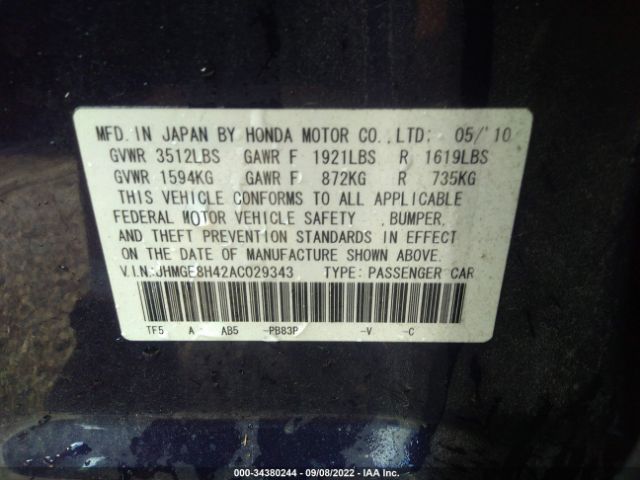 MFD. IN JAPAN BY HONDA MOTOR CO., LTD. 05/'10
GVWR 3512LBS GAWR F 1921LBS R 1619LBS
GVWR 1594KG GAWR F 872KG R 735KG
THIS VEHICLE CONFORMS TO ALL APPLICABLE
FEDERAL MOTOR VEHICLE SAFETY , BUMPER,
AND THEFT PREVENTION STANDARDS IN EFFECT
ON THE DATE OF MANUFACTURE SHOWN ABOVE.
V.I.N.:JHMGE8H42AC029343 TYPE: PASSENGER CAR
TF5 A AB5 -PB83P -V -C
000-34380244 - 09/08/2022 - IAA Inc.